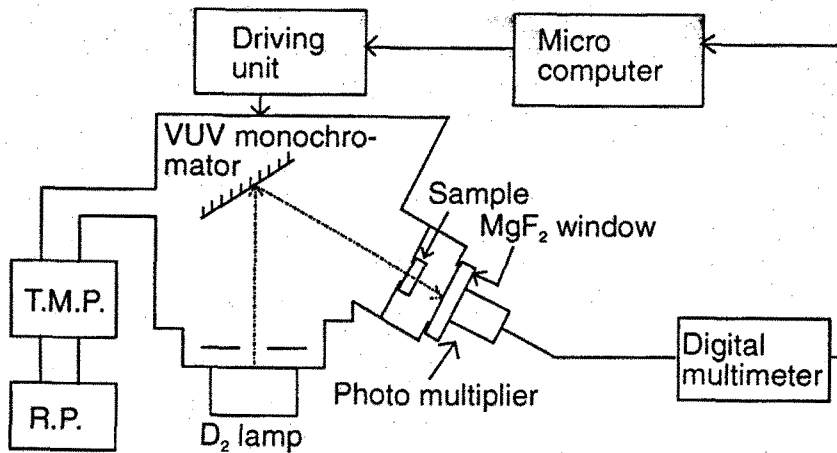 Driving
unit
Micro
computer
VUV monochro-
mator
Sample
MgF₂ window
T.M.P.
R.P.
D₂ lamp
Photo multiplier
Digital
multimeter